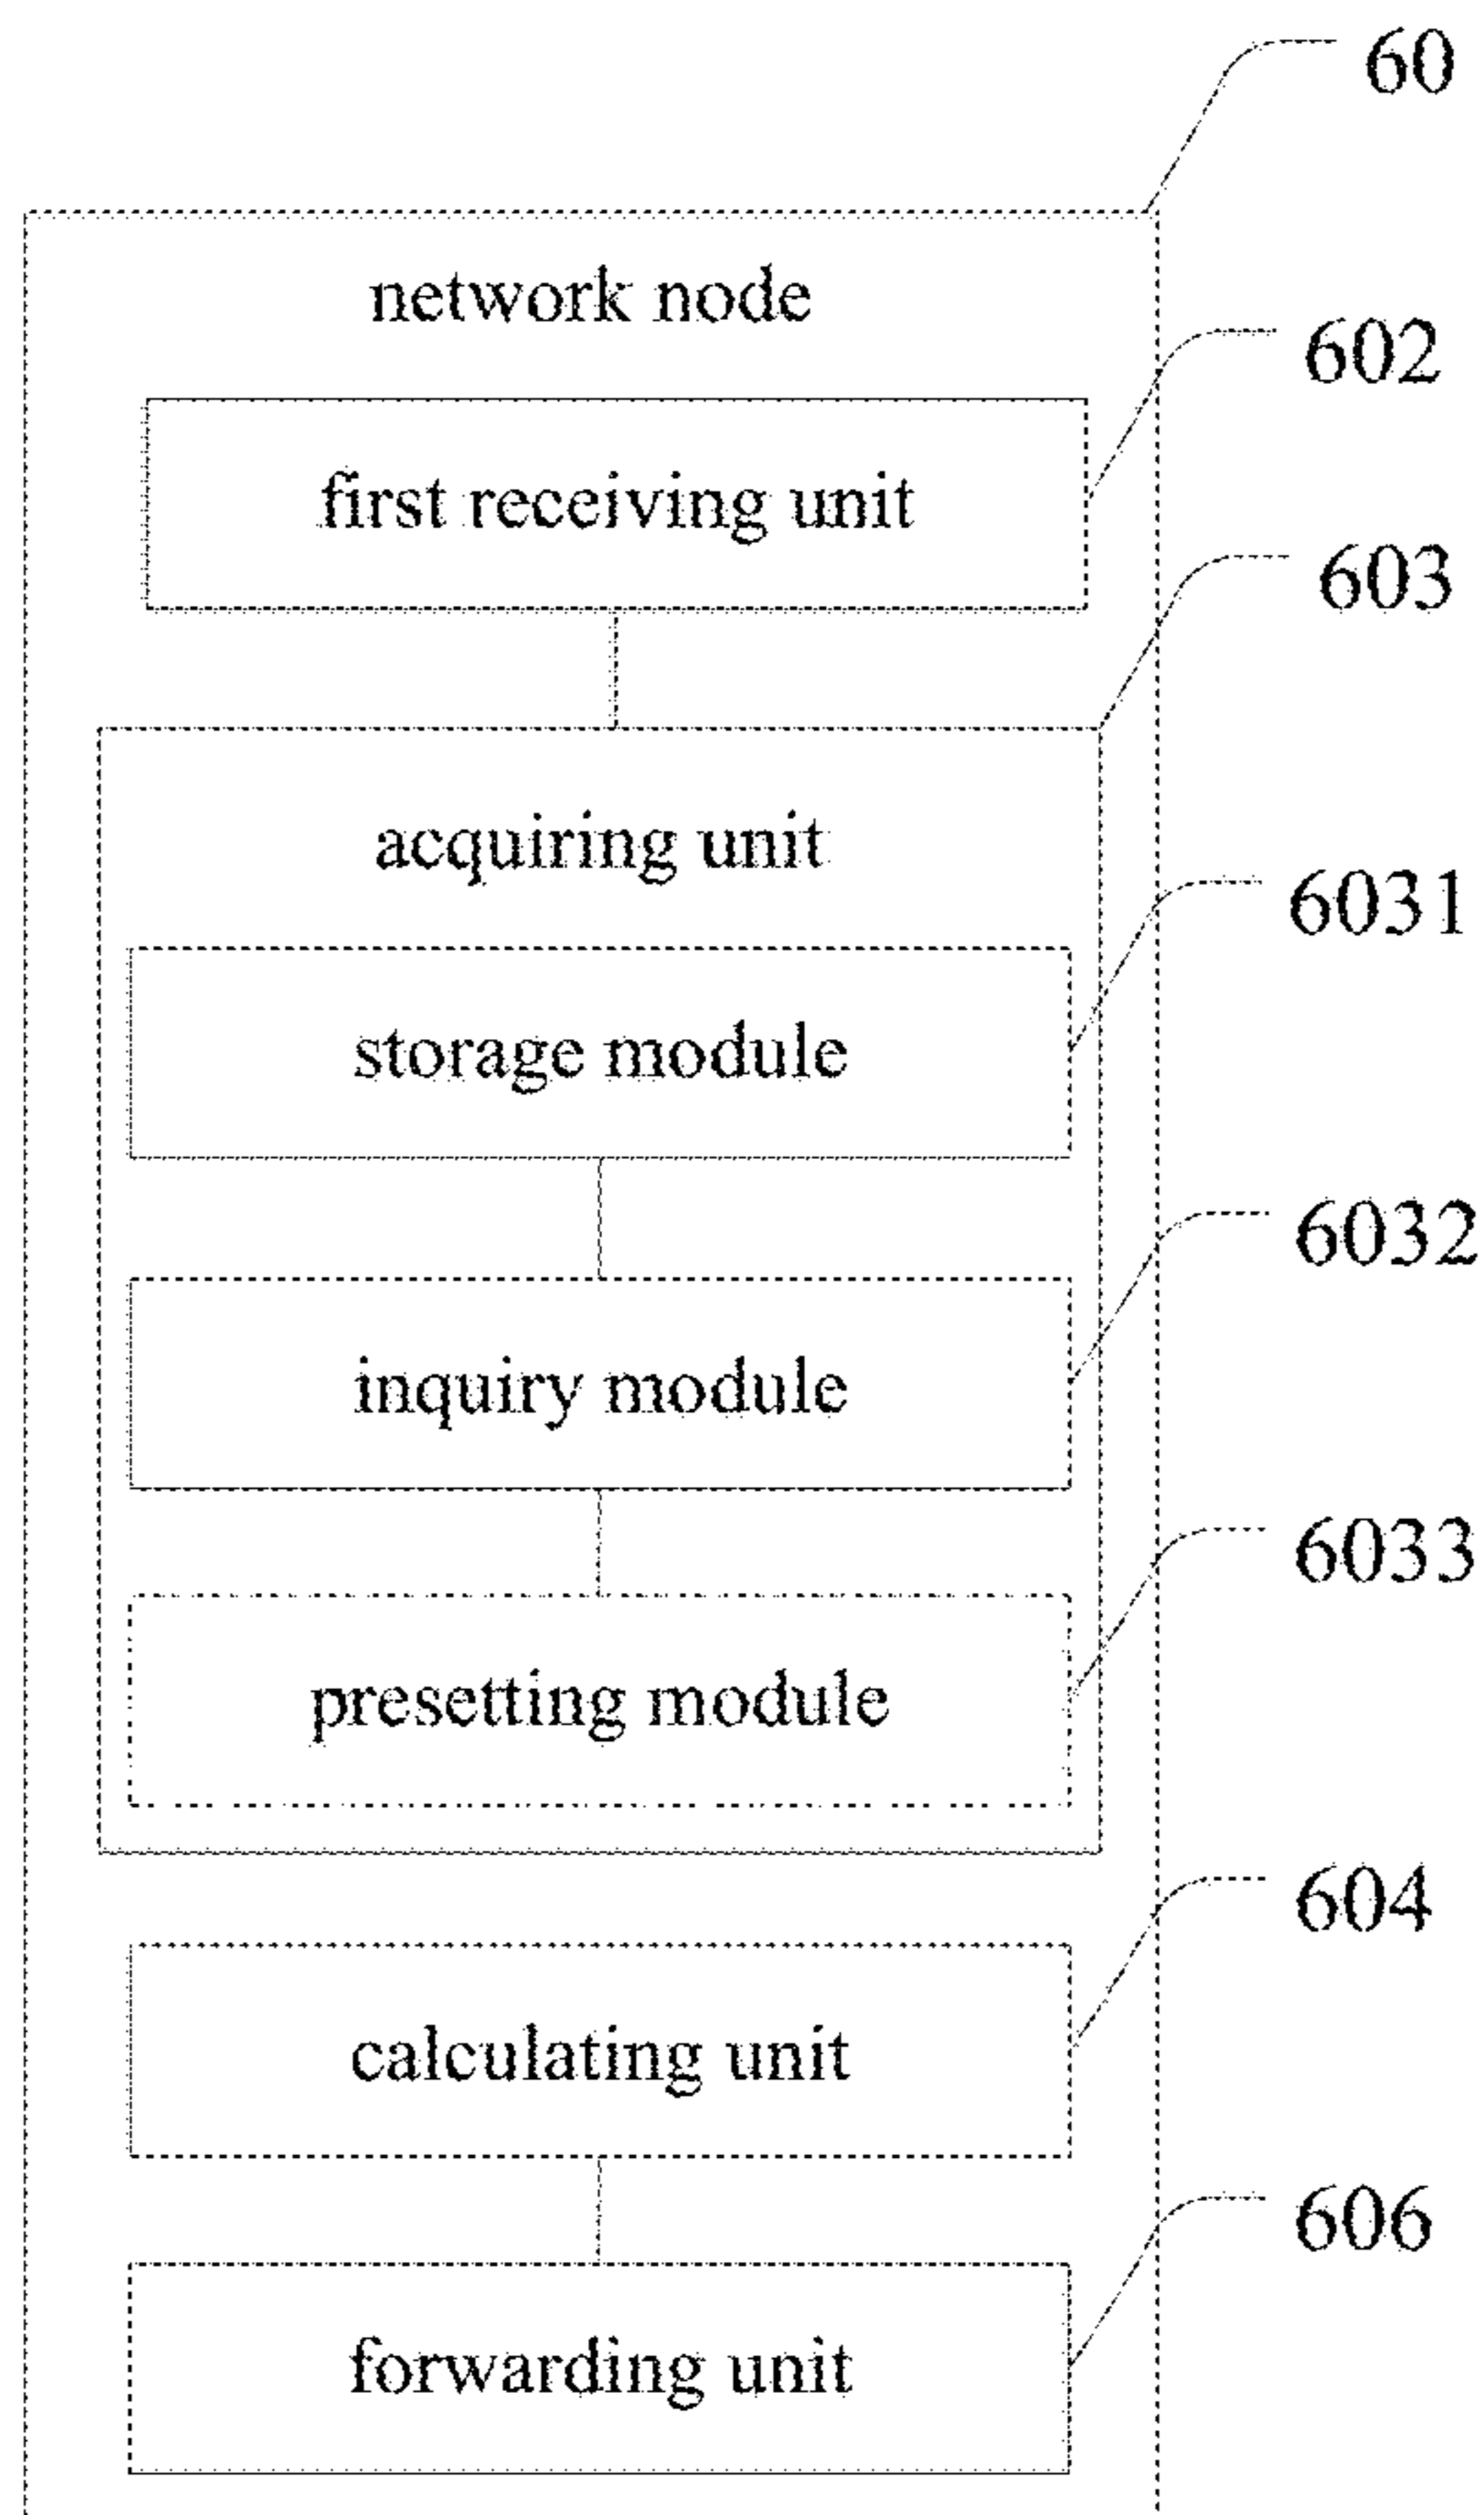 60
network node
602
first receiving unit
603
acquiring unit
6031
storage module
6032
inquiry module
6033
presetting module
604
calculating unit
606
forwarding unit